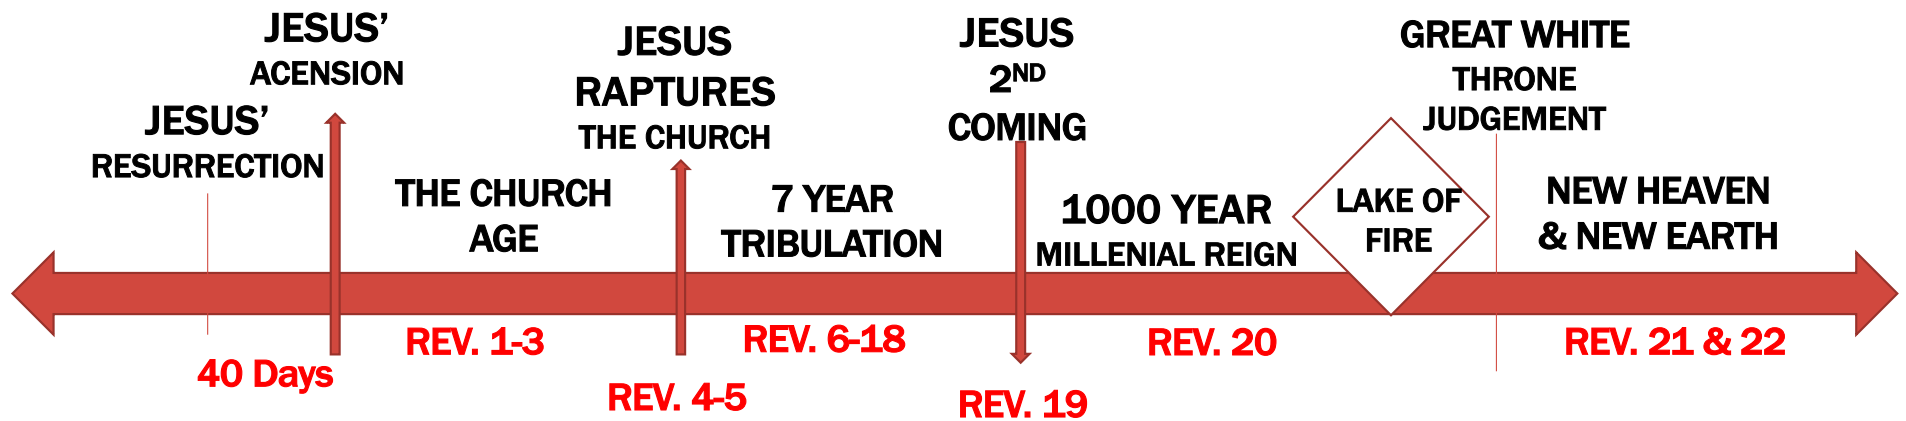 JESUS’
ACENSION
JESUS’
RESURRECTION
THE CHURCH
AGE
JESUS
RAPTURES
THE CHURCH
7 YEAR
TRIBULATION
JESUS
2ND
COMING
1000 YEAR
MILLENIAL REIGN
LAKE OF
FIRE
GREAT WHITE
THRONE
JUDGEMENT
NEW HEAVEN
& NEW EARTH
40 Days
REV. 1-3
REV. 4-5
REV. 6-18
REV. 19
REV. 20
REV. 21 & 22